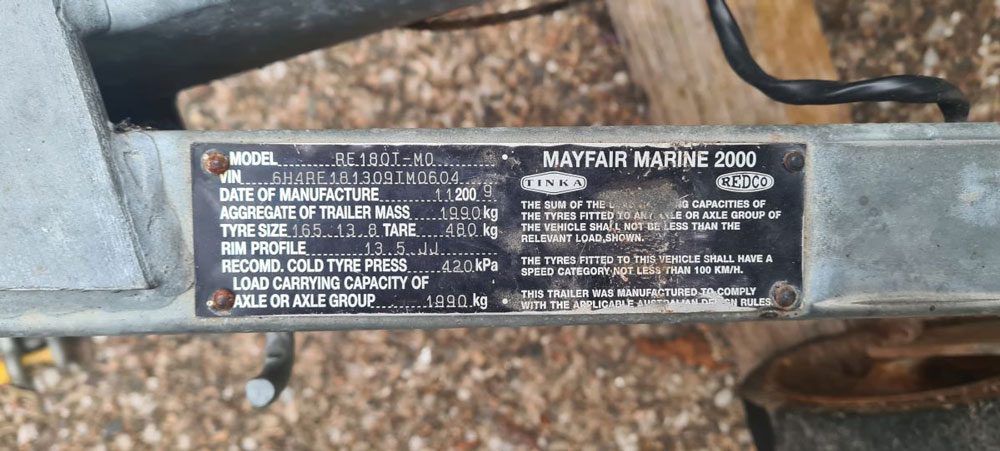 MODEL RE180T-MO
VIN 6H4RE181309TM0604
DATE OF MANUFACTURE 11 2009
AGGREGATE OF TRAILER MASS 1990 kg
TYRE SIZE 165 13 8 TARE 480 kg
RIM PROFILE 13 5 JJ
RECOMD. COLD TYRE PRESS 420 kPa
LOAD CARRYING CAPACITY OF
AXLE OR AXLE GROUP 1990 kg
MAYFAIR MARINE 2000
TINKA REDCO
THE SUM OF THE LOAD CARRYING CAPACITIES OF
THE TYRES FITTED TO ANY AXLE OR AXLE GROUP OF
THE VEHICLE SHALL NOT BE LESS THAN THE
RELEVANT LOAD SHOWN.
THE TYRES FITTED TO THIS VEHICLE SHALL HAVE A
SPEED CATEGORY NOT LESS THAN 100 KM/H.
THIS TRAILER WAS MANUFACTURED TO COMPLY
WITH THE APPLICABLE AUSTRALIAN DESIGN RULES